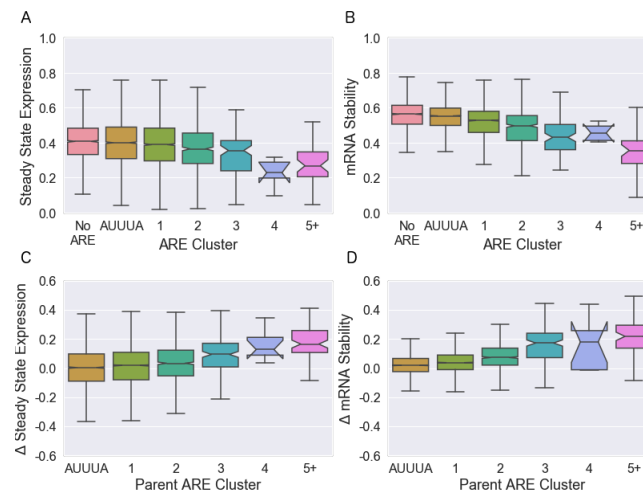 A
Steady State Expression
1.0
0.8
0.6
0.4
0.2
0.0
No ARE AUUUA 1 2 3 4 5+
ARE Cluster
B
mRNA Stability
1.0
0.8
0.6
0.4
0.2
0.0
No ARE AUUUA 1 2 3 4 5+
ARE Cluster
C
Δ Steady State Expression
0.6
0.4
0.2
0.0
-0.2
-0.4
-0.6
AUUUA 1 2 3 4 5+
Parent ARE Cluster
D
Δ mRNA Stability
0.6
0.4
0.2
0.0
-0.2
-0.4
-0.6
AUUUA 1 2 3 4 5+
Parent ARE Cluster